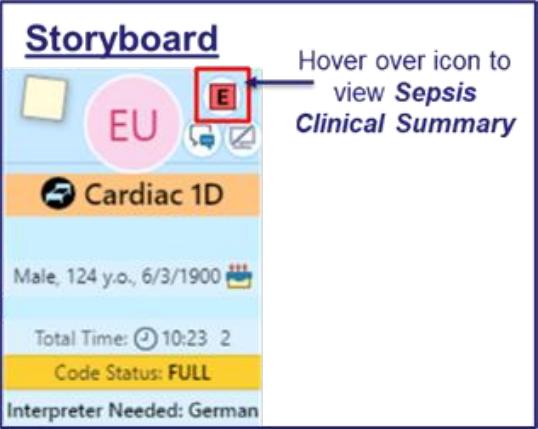 Storyboard
Hover over icon to
view Sepsis
Clinical Summary
E
EU
Cardiac 1D
Male, 124 y.o., 6/3/1900
Total Time: 10:23 2
Code Status: FULL
Interpreter Needed: German